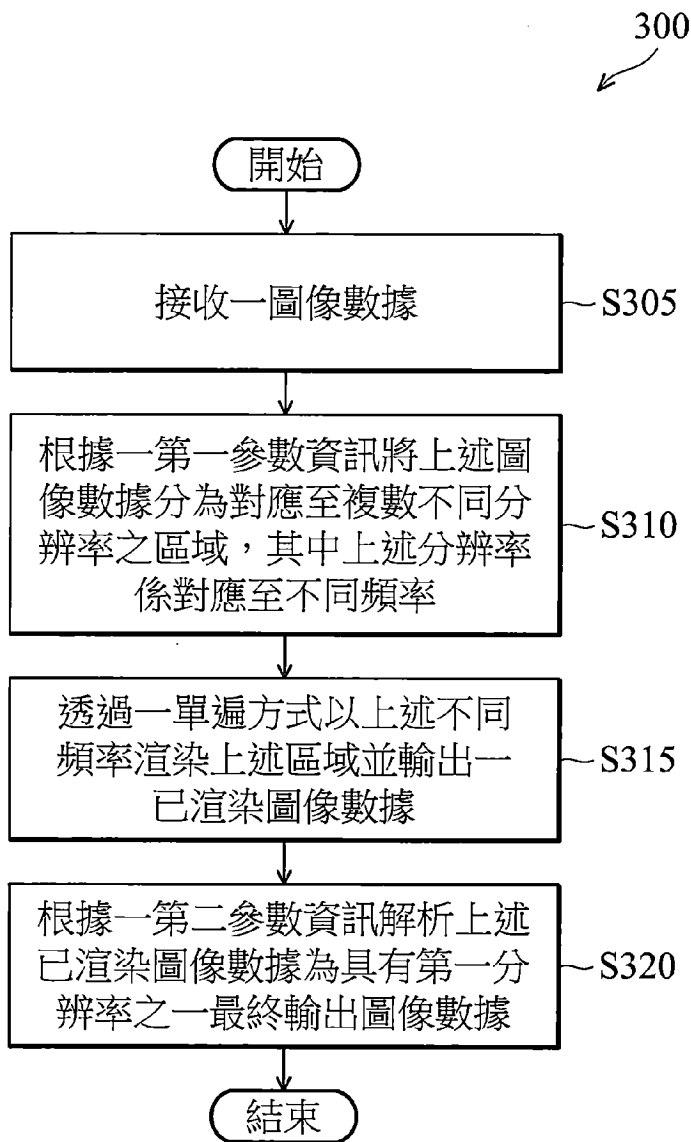 300
開始
接收一圖像數據
S305
根據一第一參數資訊將上述圖
像數據分為對應至複數不同分
辨率之區域，其中上述分辨率
係對應至不同頻率
S310
透過一單遍方式以上述不同
頻率渲染上述區域並輸出一
已渲染圖像數據
S315
根據一第二參數資訊解析上述
已渲染圖像數據為具有第一分
辨率之一最終輸出圖像數據
S320
結束